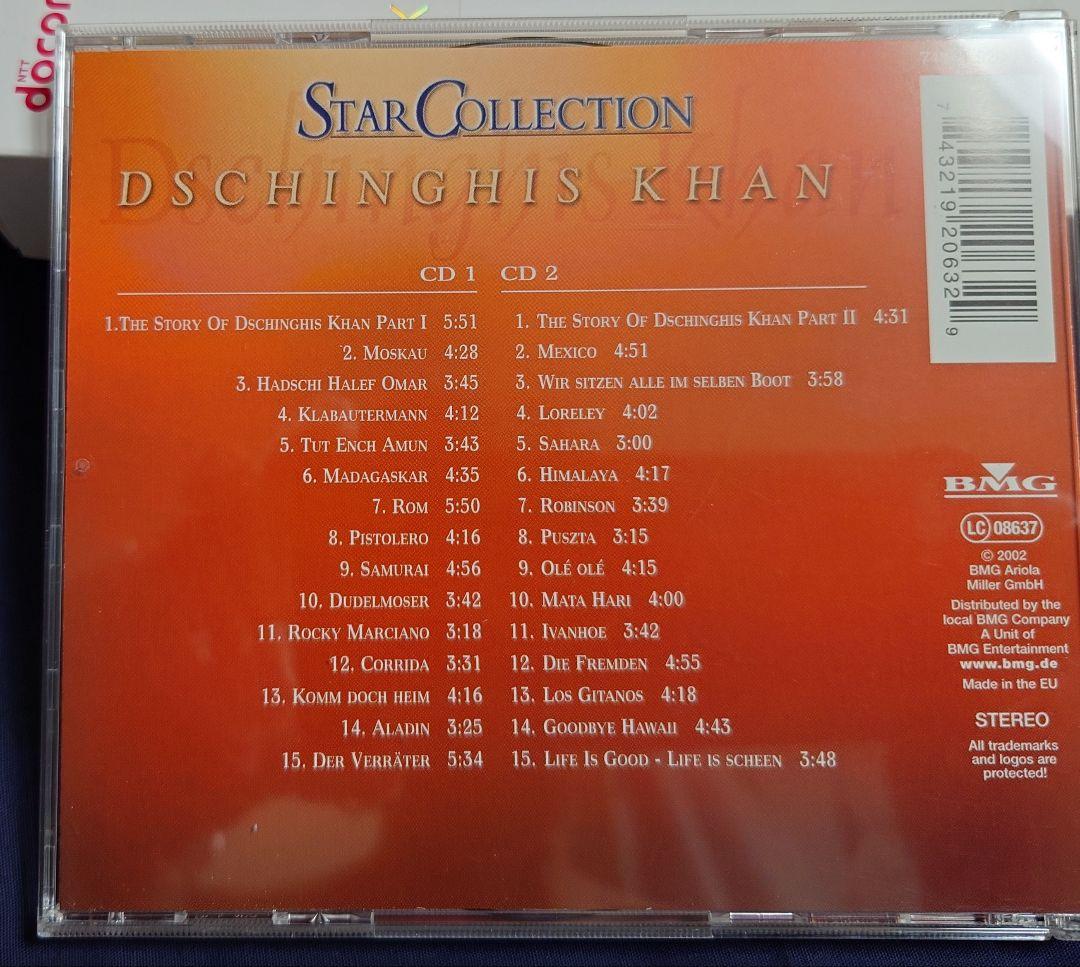 NTT
docom
STAR COLLECTION
DSCHINGHIS KHAN
CD 1
1.THE STORY OF DSCHINGHIS KHAN PART I 5:51
2. MOSKAU 4:28
3. HADSCHI HALEF OMAR 3:45
4. KLABAUTERMANN 4:12
5. TUT ENCH AMUN 3:43
6. MADAGASKAR 4:35
7. ROM 5:50
8. PISTOLERO 4:16
9. SAMURAI 4:56
10. DUDELMOSER 3:42
11. ROCKY MARCIANO 3:18
12. CORRIDA 3:31
13. KOMM DOCH HEIM 4:16
14. ALADIN 3:25
15. DER VERRÄTER 5:34
CD 2
1. THE STORY OF DSCHINGHIS KHAN PART II 4:31
2. MEXICO 4:51
3. WIR SITZEN ALLE IM SELBEN BOOT 3:58
4. LORELEY 4:02
5. SAHARA 3:00
6. HIMALAYA 4:17
7. ROBINSON 3:39
8. PUSZTA 3:15
9. OLÉ OLÉ 4:15
10. MATA HARI 4:00
11. IVANHOE 3:42
12. DIE FREMDEN 4:55
13. LOS GITANOS 4:18
14. GOODBYE HAWAII 4:43
15. LIFE IS GOOD - LIFE IS SCHEEN 3:48
7 43219 20632 9
BMG
LC 08637
© 2002
BMG Ariola
Miller GmbH
Distributed by the
local BMG Company
A Unit of
BMG Entertainment
www.bmg.de
Made in the EU
STEREO
All trademarks
and logos are
protected!